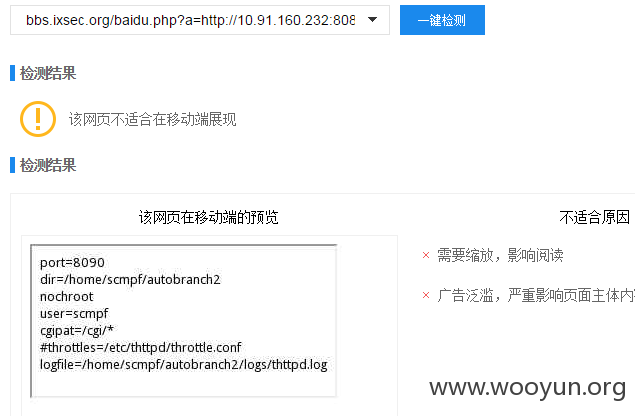 bbs.ixsec.org/baidu.php?a=http://10.91.160.232:808
一键检测
检测结果
该网页不适合在移动端展现
检测结果
该网页在移动端的预览
不适合原因
port=8090
dir=/home/scmpf/autobranch2
nochroot
user=scmpf
cgipat=/cgi/*
#throttles=/etc/thttpd/throttle.conf
logfile=/home/scmpf/autobranch2/logs/thttpd.log
× 需要缩放，影响阅读
× 广告泛滥，严重影响页面主体内
www.wooyun.org